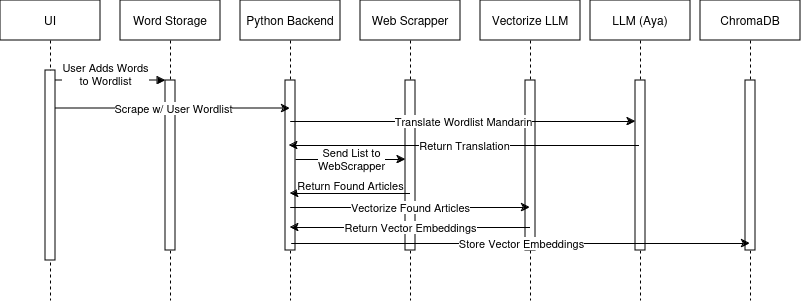 UI
Word Storage
Python Backend
Web Scrapper
Vectorize LLM
LLM (Aya)
ChromaDB
User Adds Words
to Wordlist
Scrape w/ User Wordlist
Translate Wordlist Mandarin
Return Translation
Send List to
WebScrapper
Return Found Articles
Vectorize Found Articles
Return Vector Embeddings
Store Vector Embeddings